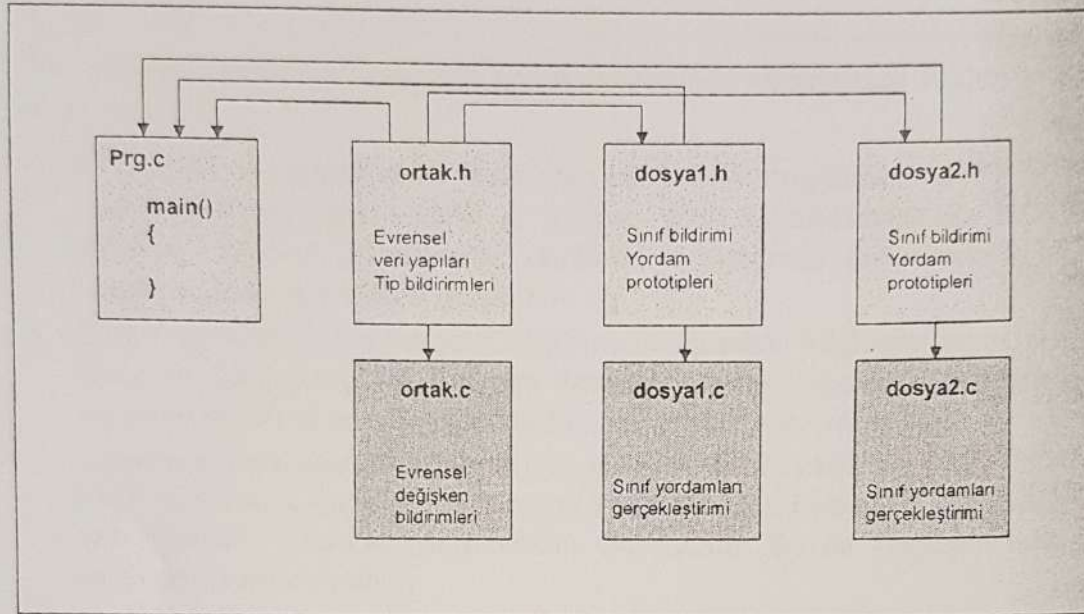 Prg.c
main()
{
}
ortak.h
Evrensel
veri yapıları
Tip bildirirmleri
dosya1.h
Sınıf bildirimi
Yordam
prototipleri
dosya2.h
Sınıf bildirimi
Yordam
prototipleri
ortak.c
Evrensel
değişken
bildirimleri
dosya1.c
Sınıf yordamları
gerçekleştirimi
dosya2.c
Sınıf yordamları
gerçekleştirimi